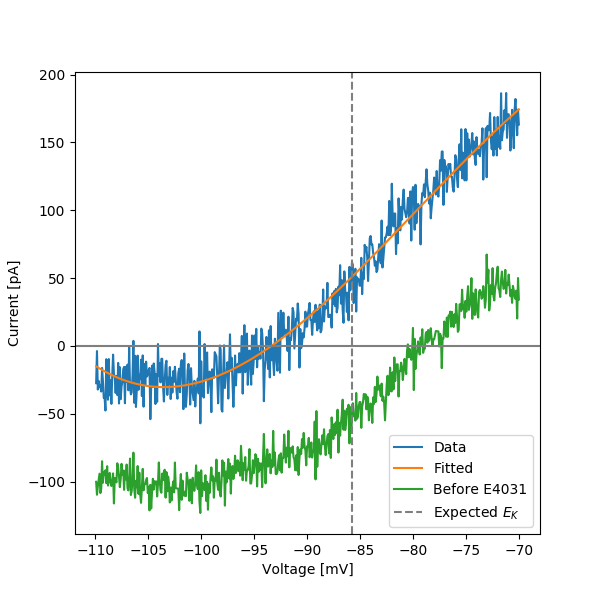 200
150
100
50
0
−50
−100
Current [pA]
Data
Fitted
Before E4031
Expected E_K
−110 −105 −100 −95 −90 −85 −80 −75 −70
Voltage [mV]